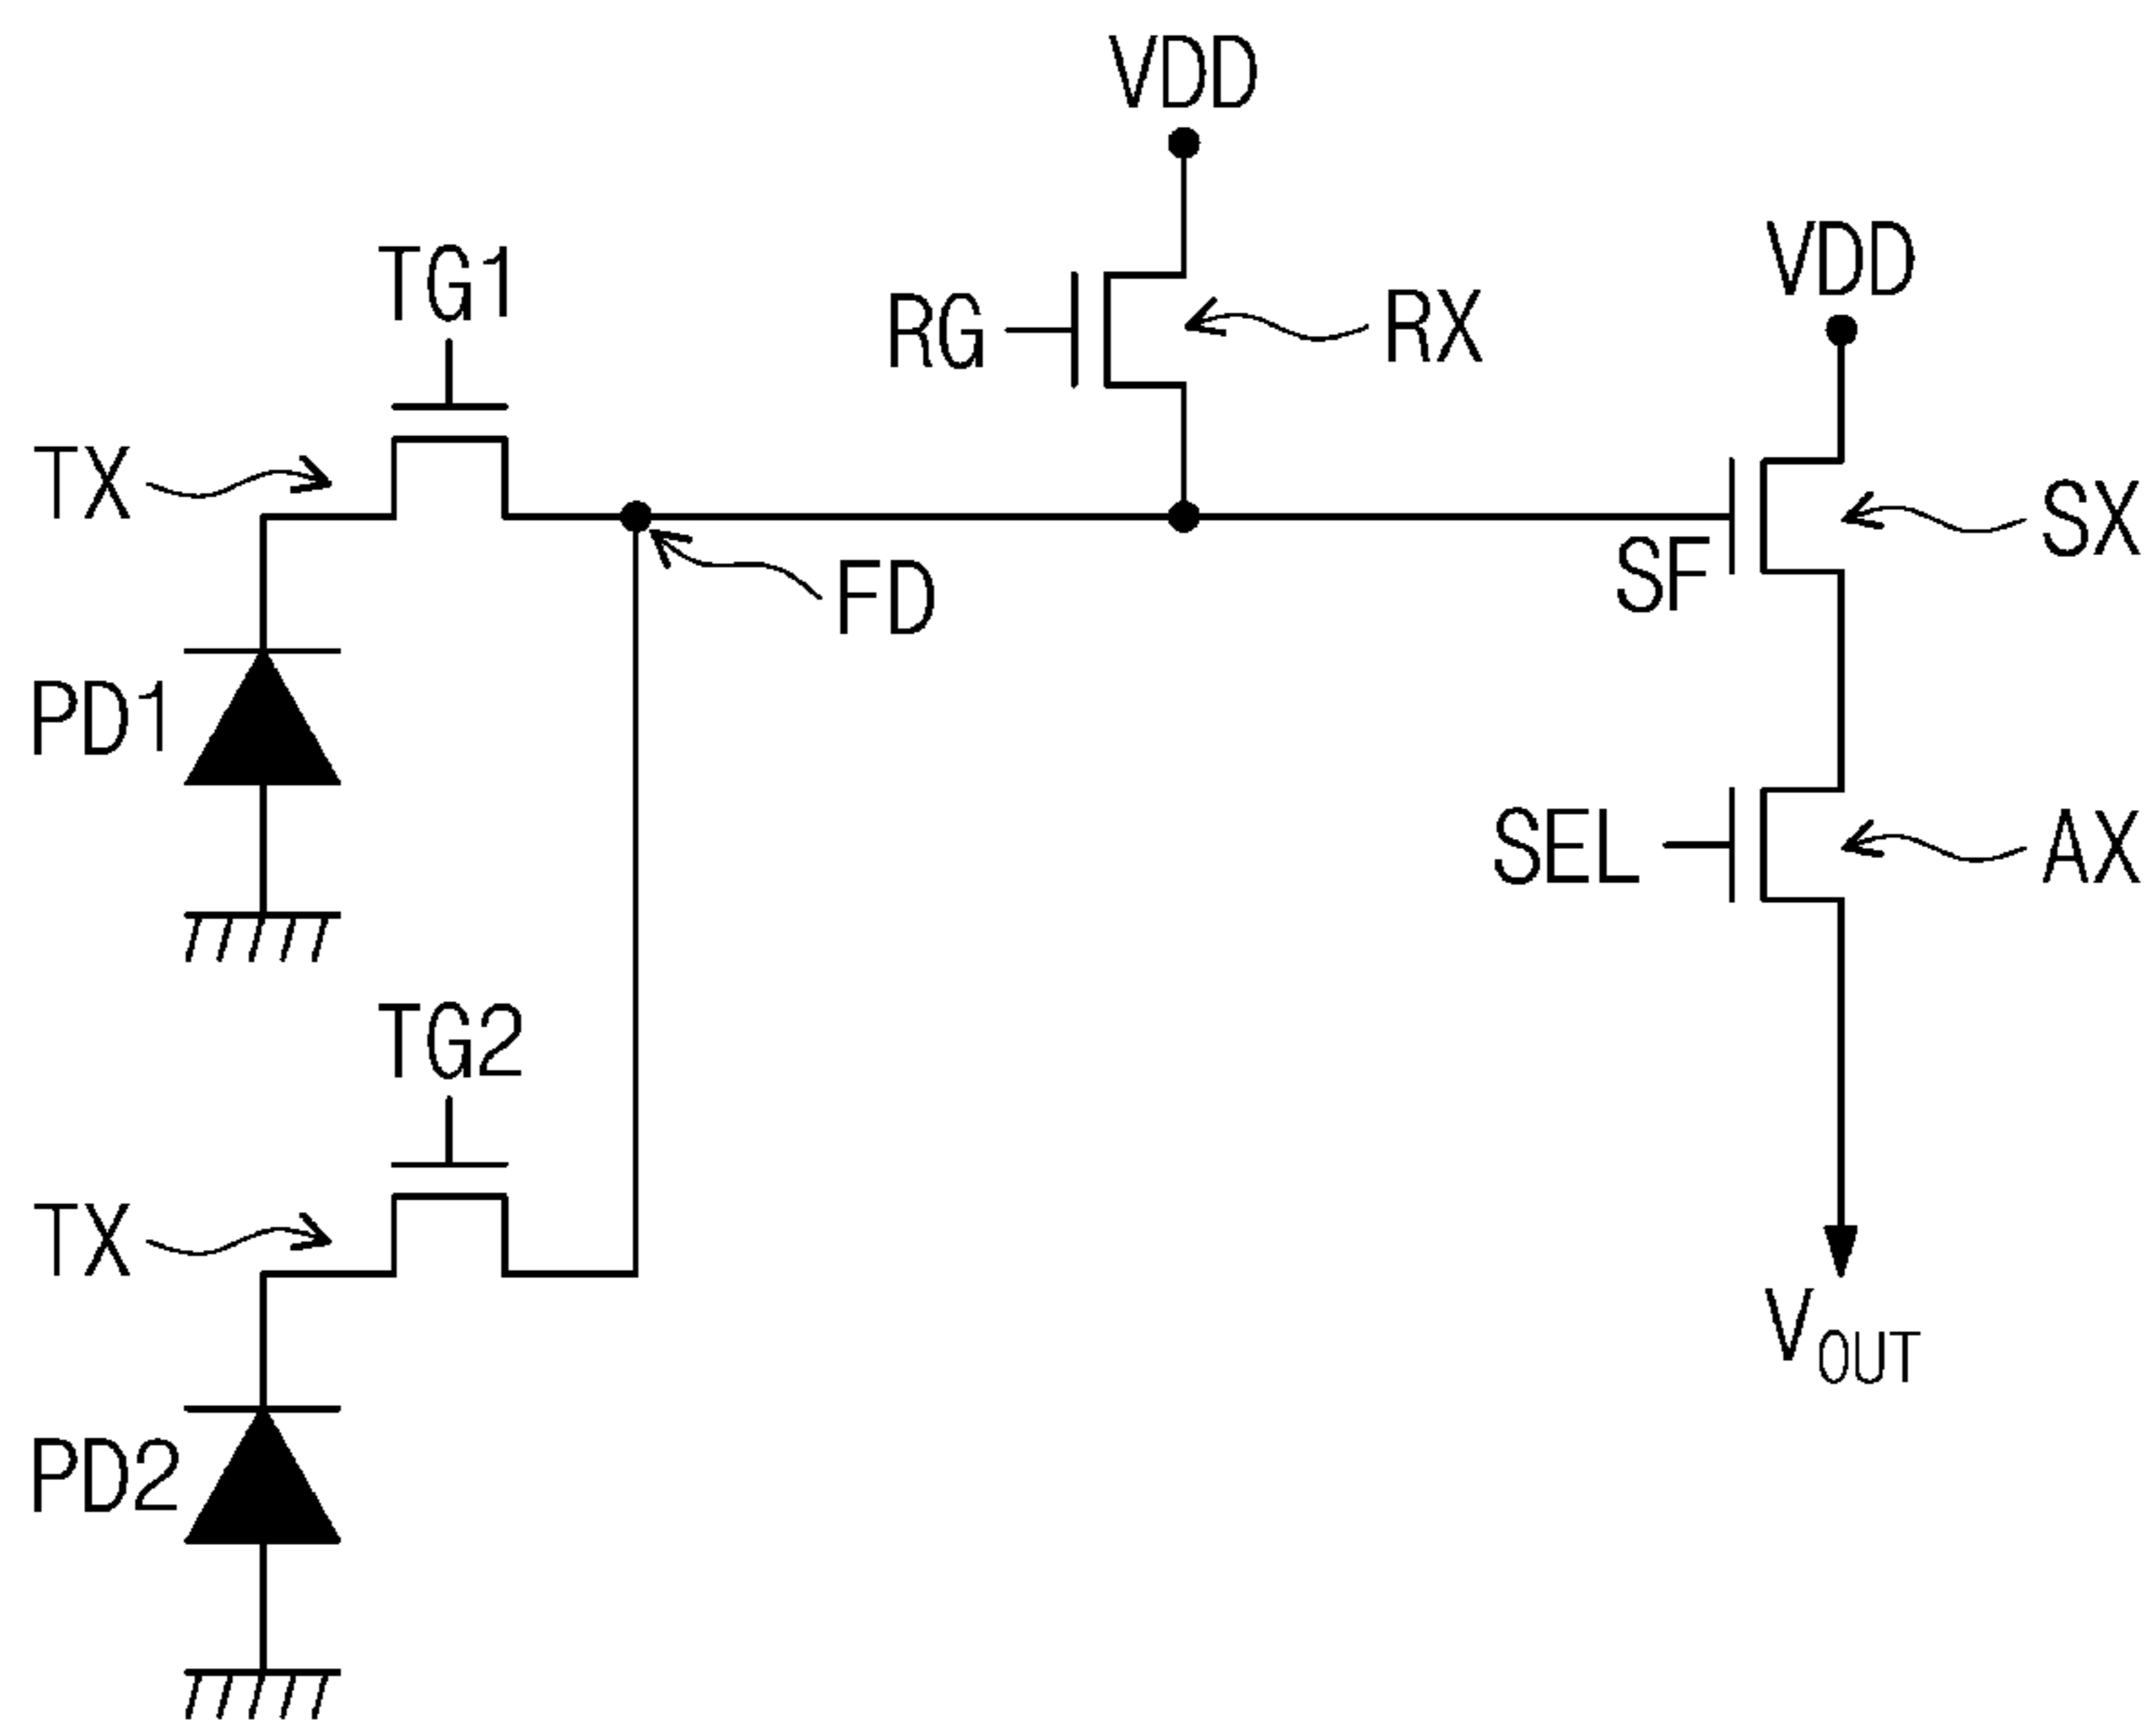 VDD
VDD
TG1
RG
RX
TX
SX
SF
FD
PD1
SEL
AX
TG2
TX
VOUT
PD2